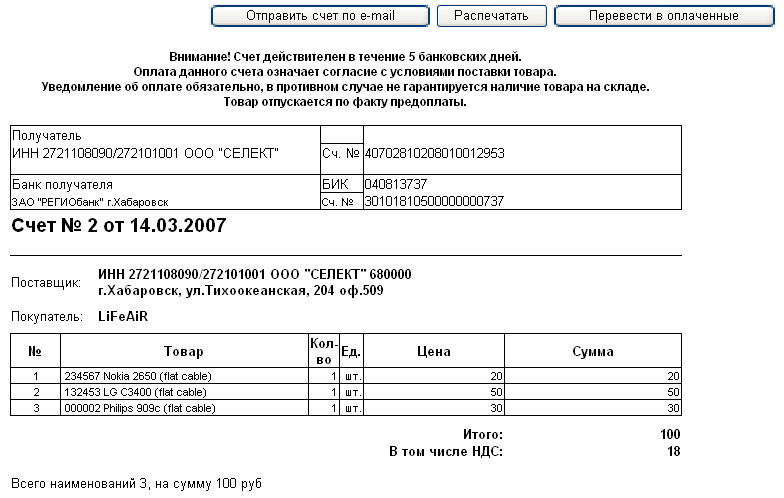 Отправить счет по e-mail Распечатать Перевести в оплаченные
Внимание! Счет действителен в течение 5 банковских дней.
Оплата данного счета означает согласие с условиями поставки товара.
Уведомление об оплате обязательно, в противном случае не гарантируется наличие товара на складе.
Товар отпускается по факту предоплаты.
Получатель
ИНН 2721108090/272101001 ООО "СЕЛЕКТ" Сч. № 40702810208010012953
Банк получателя БИК 040813737
ЗАО "РЕГИОбанк" г.Хабаровск Сч. № 30101810500000000737
Счет № 2 от 14.03.2007
Поставщик: ИНН 2721108090/272101001 ООО "СЕЛЕКТ" 680000
г.Хабаровск, ул.Тихоокеанская, 204 оф.509
Покупатель: LiFeAiR
№ Товар Кол-во Ед. Цена Сумма
1 234567 Nokia 2650 (flat cable) 1 шт. 20 20
2 132453 LG C3400 (flat cable) 1 шт. 50 50
3 000002 Philips 909c (flat cable) 1 шт. 30 30
Итого: 100
В том числе НДС: 18
Всего наименований 3, на сумму 100 руб